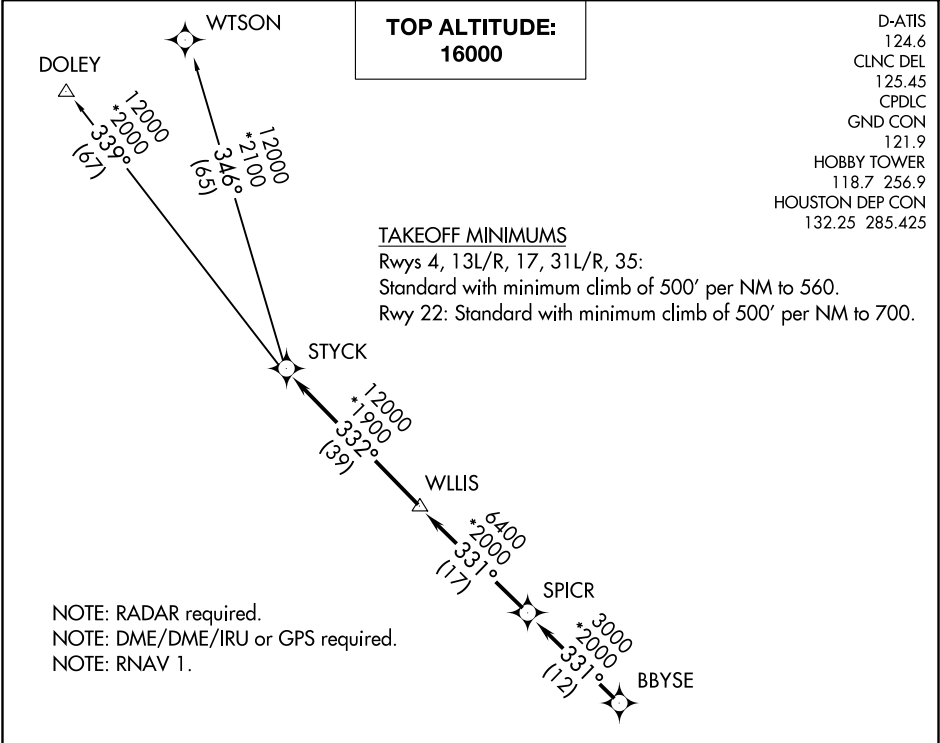 TOP ALTITUDE:
16000
D-ATIS
124.6
CLNC DEL
125.45
CPDLC
GND CON
121.9
HOBBY TOWER
118.7 256.9
HOUSTON DEP CON
132.25 285.425
WTSON
DOLEY
12000
*2000
339°
(67)
12000
*2100
346°
(65)
TAKEOFF MINIMUMS
Rwys 4, 13L/R, 17, 31L/R, 35:
Standard with minimum climb of 500' per NM to 560.
Rwy 22: Standard with minimum climb of 500' per NM to 700.
STYCK
12000
*1900
332°
(39)
WLLIS
6400
*2000
331°
(17)
SPICR
3000
*2000
331°
(12)
BBYSE
NOTE: RADAR required.
NOTE: DME/DME/IRU or GPS required.
NOTE: RNAV 1.